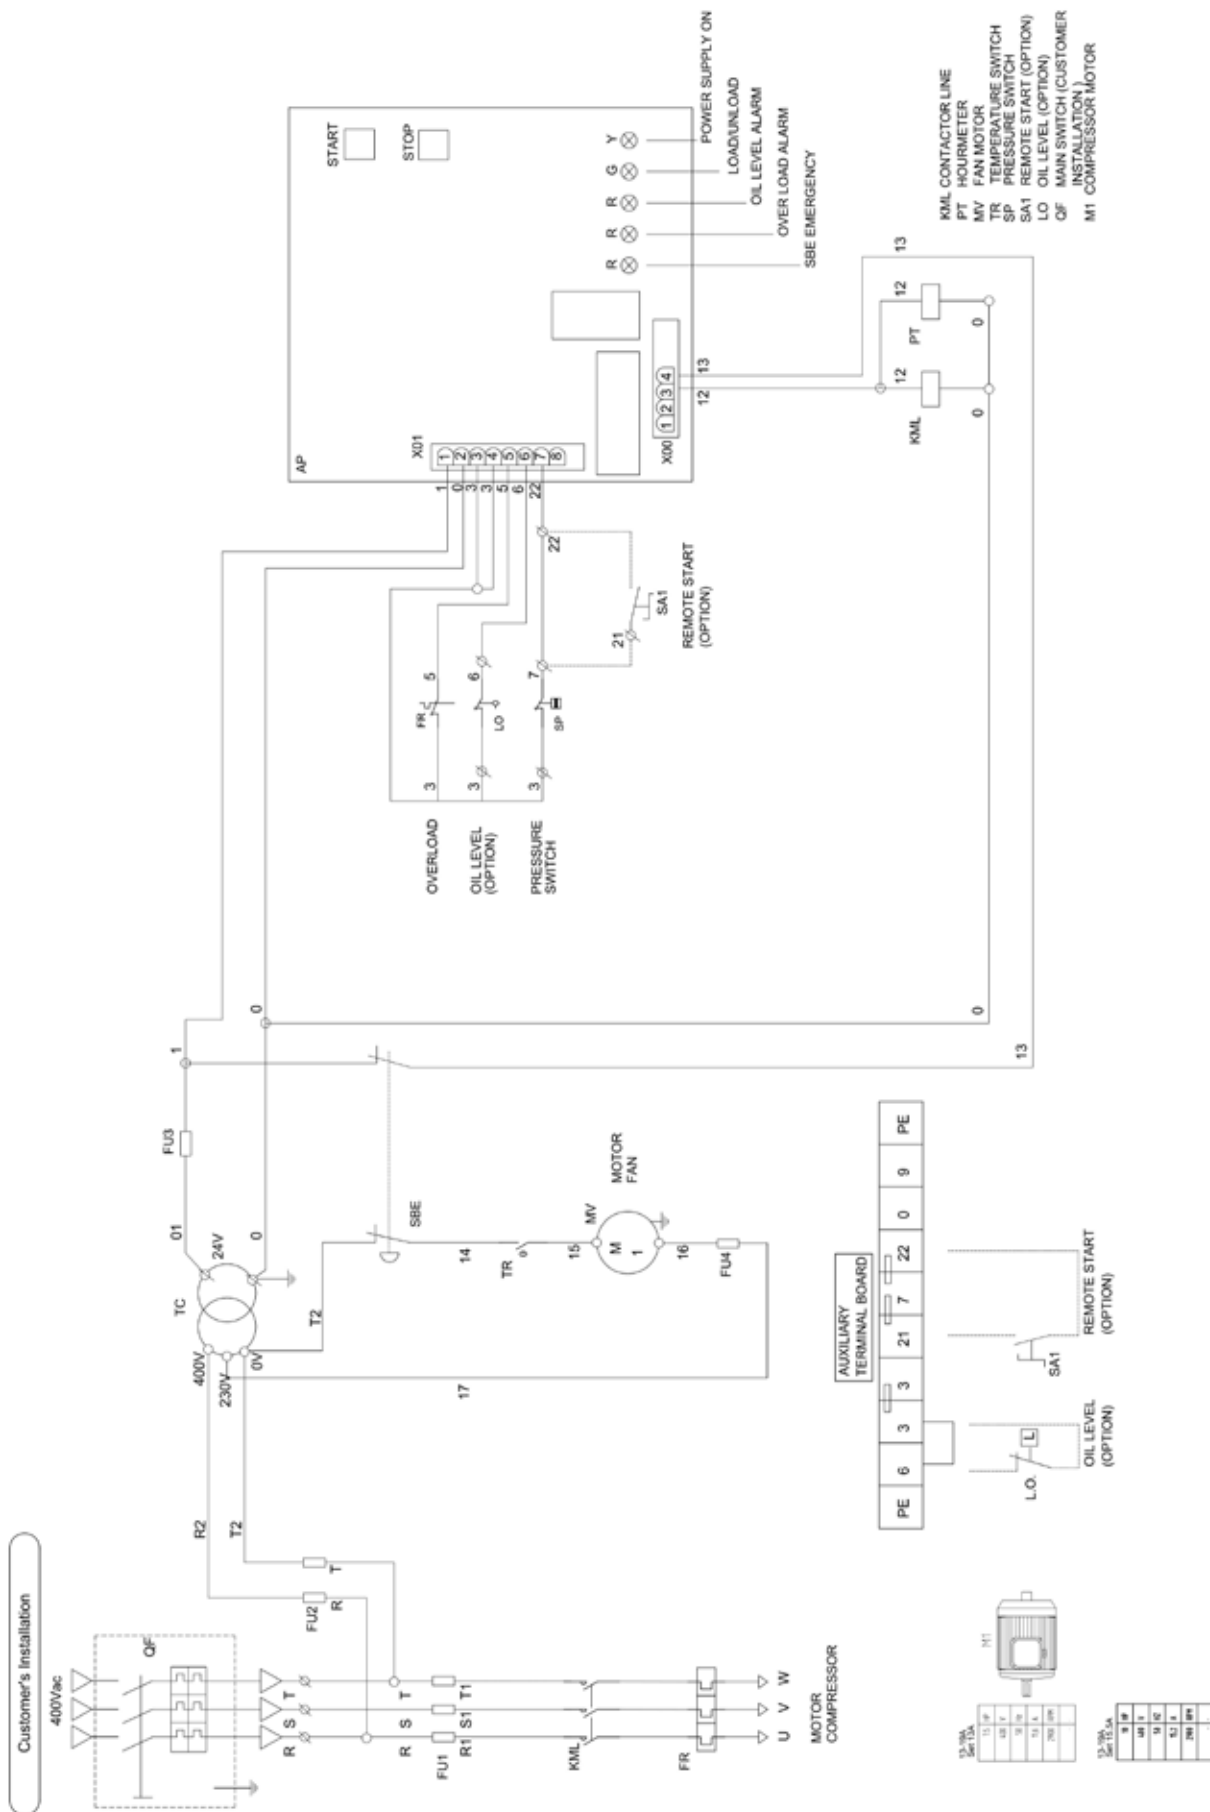 Customer's Installation
400Vac
QF
R S T
R S T
FU1
R1 S1 T1
KML
FR
U V W
MOTOR
COMPRESSOR
FU2
R
T
R2
T2
400V
230V
0V
TC
24V
01
0
FU3
1
0
T2
17
SBE
14
TR
15
MV
M
1
MOTOR
FAN
16
FU4
13
0
OVERLOAD
3
FR
5
OIL LEVEL
(OPTION)
3
LO
6
PRESSURE
SWITCH
3
SP
7
22
21
SA1
REMOTE START
(OPTION)
AP
X01
1 2 3 4 5 6 7 8
1
0
3
3
5
6
22
START
STOP
X00
1 2 3 4
12
13
R R R G Y
POWER SUPPLY ON
LOAD/UNLOAD
OIL LEVEL ALARM
OVER LOAD ALARM
SBE EMERGENCY
KML
12
0
PT
12
0
13
KML CONTACTOR LINE
PT HOURMETER
MV FAN MOTOR
TR TEMPERATURE SWITCH
SP PRESSURE SWITCH
SA1 REMOTE START (OPTION)
LO OIL LEVEL (OPTION)
QF MAIN SWITCH (CUSTOMER
INSTALLATION )
M1 COMPRESSOR MOTOR
AUXILIARY
TERMINAL BOARD
PE 6 3 3 21 7 22 0 9 PE
L.O.
L
OIL LEVEL
(OPTION)
SA1
REMOTE START
(OPTION)
M1